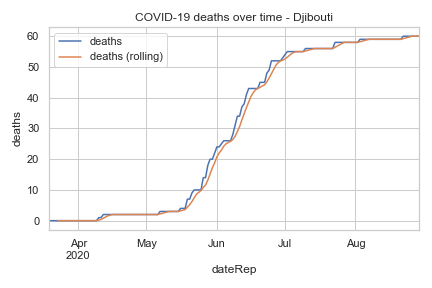 COVID-19 deaths over time - Djibouti
deaths
deaths (rolling)
60
50
40
30
20
10
0
deaths
Apr
2020
May
Jun
Jul
Aug
dateRep